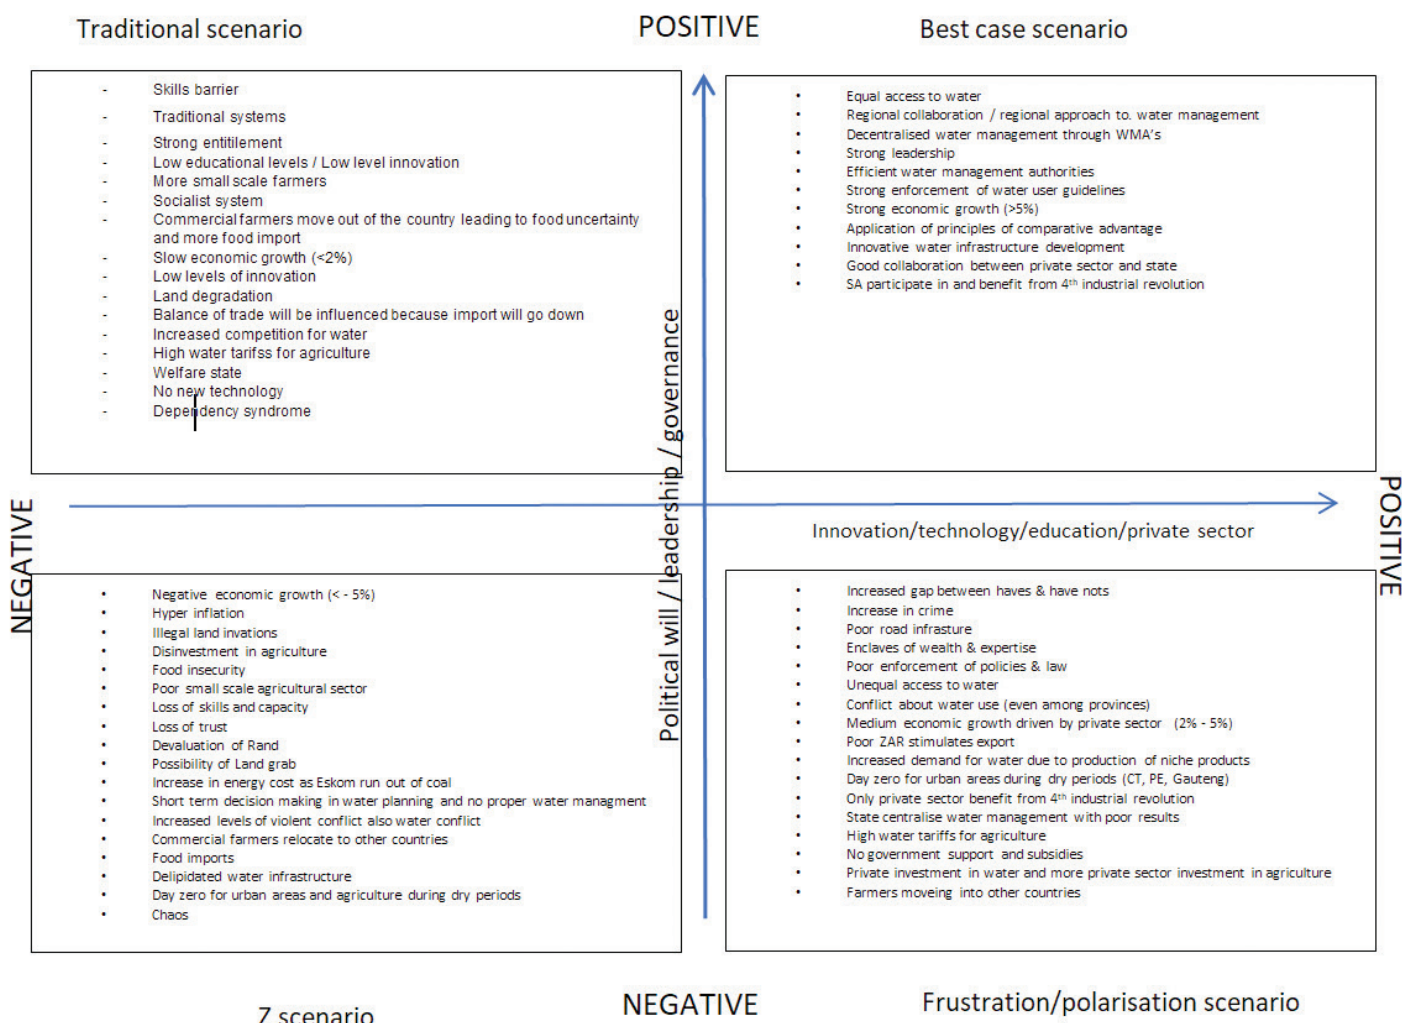 Traditional scenario
POSITIVE
Best case scenario
- Skills barrier
- Traditional systems
- Strong entitilement
- Low educational levels / Low level innovation
- More small scale farmers
- Socialist system
- Commercial farmers move out of the country leading to food uncertainty
and more food import
- Slow economic growth (<2%)
- Low levels of innovation
- Land degradation
- Balance of trade will be influenced because import will go down
- Increased competition for water
- High water tarifss for agriculture
- Welfare state
- No new technology
- Dependency syndrome
• Equal access to water
• Regional collaboration / regional approach to. water management
• Decentralised water management through WMA's
• Strong leadership
• Efficient water management authorities
• Strong enforcement of water user guidelines
• Strong economic growth (>5%)
• Application of principles of comparative advantage
• Innovative water infrastructure development
• Good collaboration between private sector and state
• SA participate in and benefit from 4th industrial revolution
Political will / leadership / governance
NEGATIVE
Innovation/technology/education/private sector
POSITIVE
• Negative economic growth (< - 5%)
• Hyper inflation
• Illegal land invations
• Disinvestment in agriculture
• Food insecurity
• Poor small scale agricultural sector
• Loss of skills and capacity
• Loss of trust
• Devaluation of Rand
• Possibility of Land grab
• Increase in energy cost as Eskom run out of coal
• Short term decision making in water planning and no proper water managment
• Increased levels of violent conflict also water conflict
• Commercial farmers relocate to other countries
• Food imports
• Delipidated water infrastructure
• Day zero for urban areas and agriculture during dry periods
• Chaos
• Increased gap between haves & have nots
• Increase in crime
• Poor road infrasture
• Enclaves of wealth & expertise
• Poor enforcement of policies & law
• Unequal access to water
• Conflict about water use (even among provinces)
• Medium economic growth driven by private sector (2% - 5%)
• Poor ZAR stimulates export
• Increased demand for water due to production of niche products
• Day zero for urban areas during dry periods (CT, PE, Gauteng)
• Only private sector benefit from 4th industrial revolution
• State centralise water management with poor results
• High water tariffs for agriculture
• No government support and subsidies
• Private investment in water and more private sector investment in agriculture
• Farmers moveing into other countries
Z scenario
NEGATIVE
Frustration/polarisation scenario